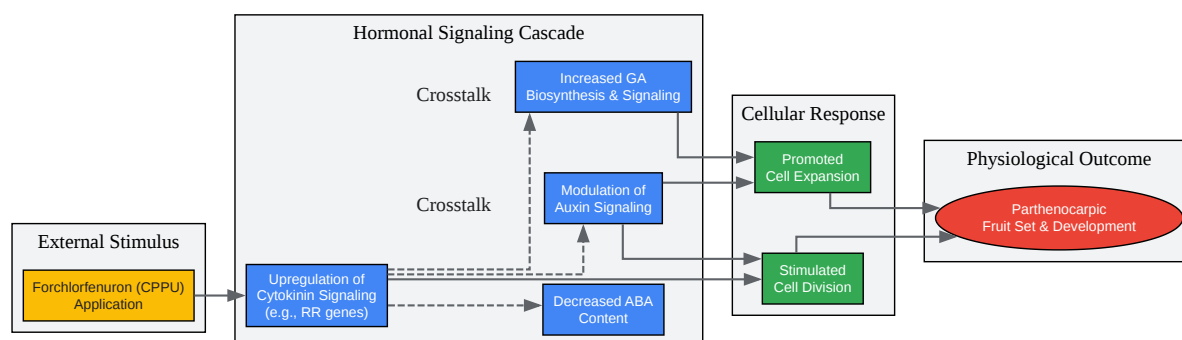 Hormonal Signaling Cascade
Increased GA
Biosynthesis & Signaling
Crosstalk
Cellular Response
Promoted
Cell Expansion
Physiological Outcome
Modulation of
Auxin Signaling
Crosstalk
Parthenocarpic
Fruit Set & Development
External Stimulus
Forchlorfenuron (CPPU)
Application
Upregulation of
Cytokinin Signaling
(e.g., RR genes)
Stimulated
Cell Division
Decreased ABA
Content